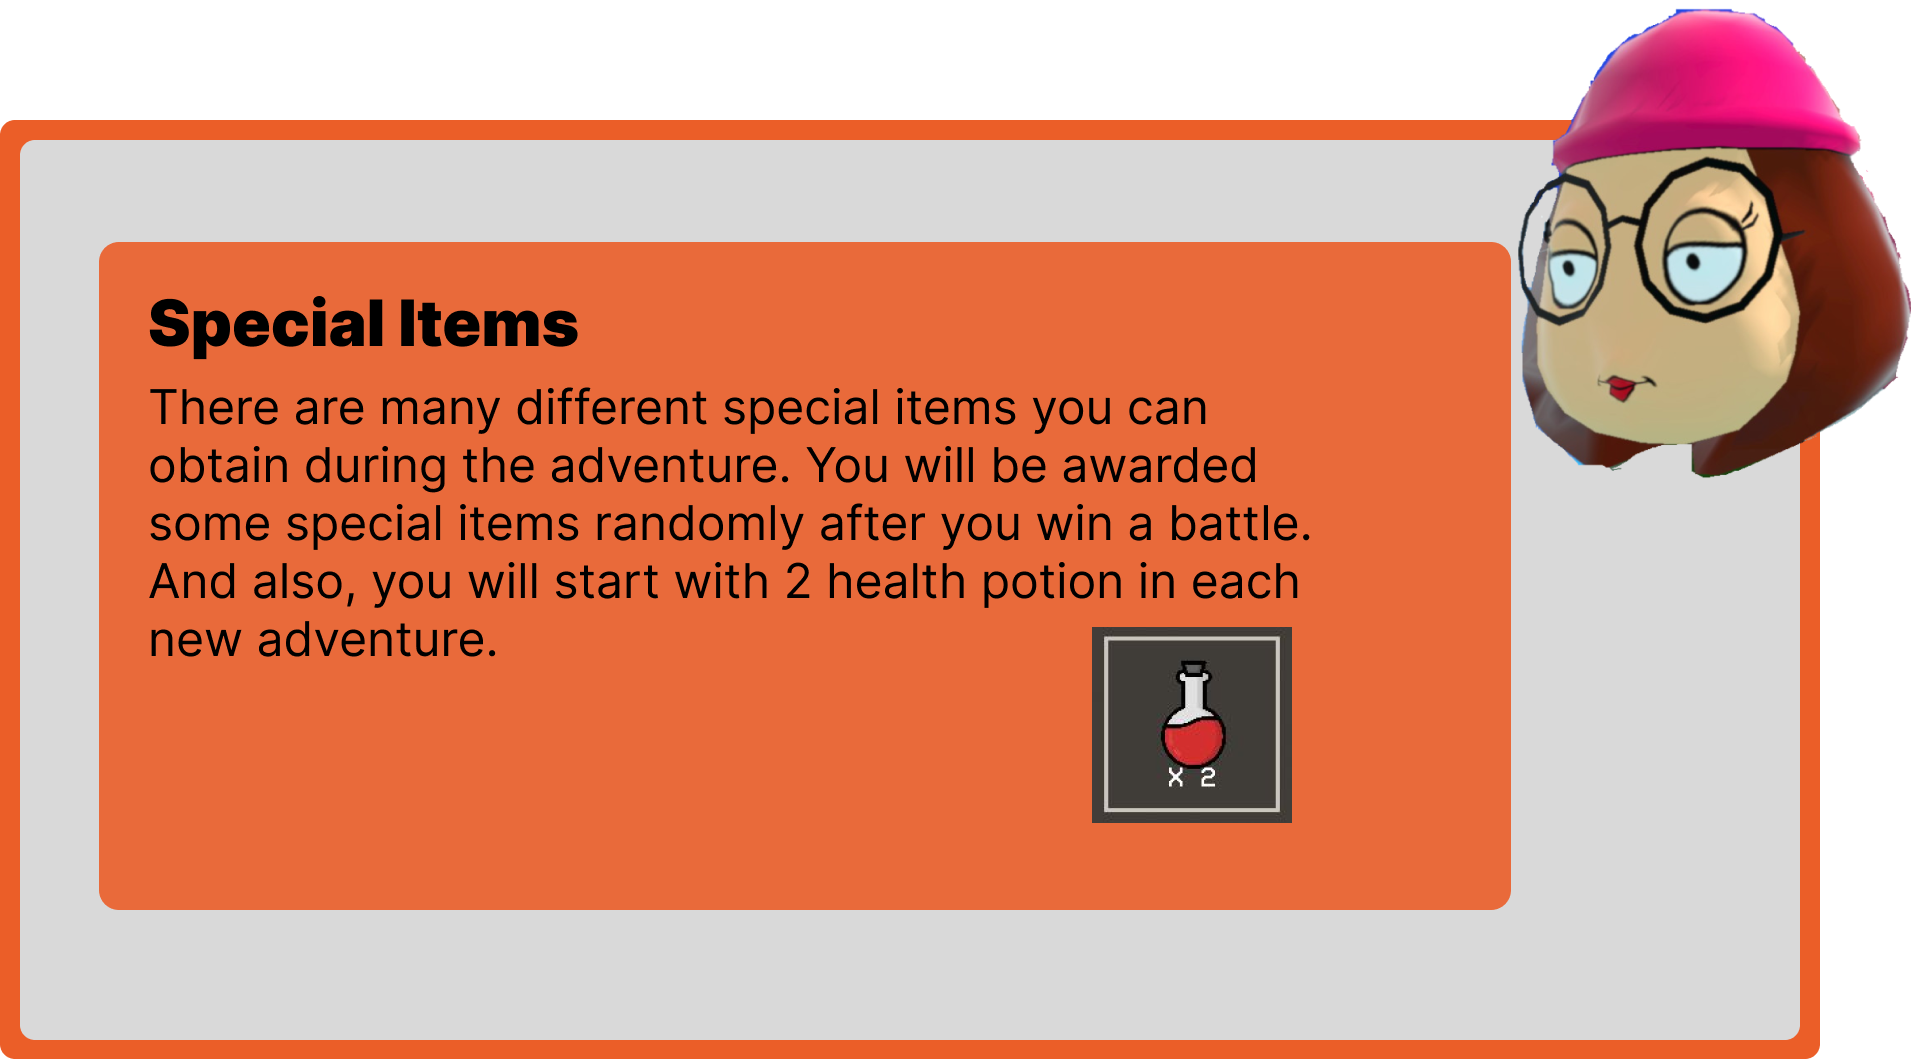 Special Items
There are many different special items you can
obtain during the adventure. You will be awarded
some special items randomly after you win a battle.
And also, you will start with 2 health potion in each
new adventure.
X 2